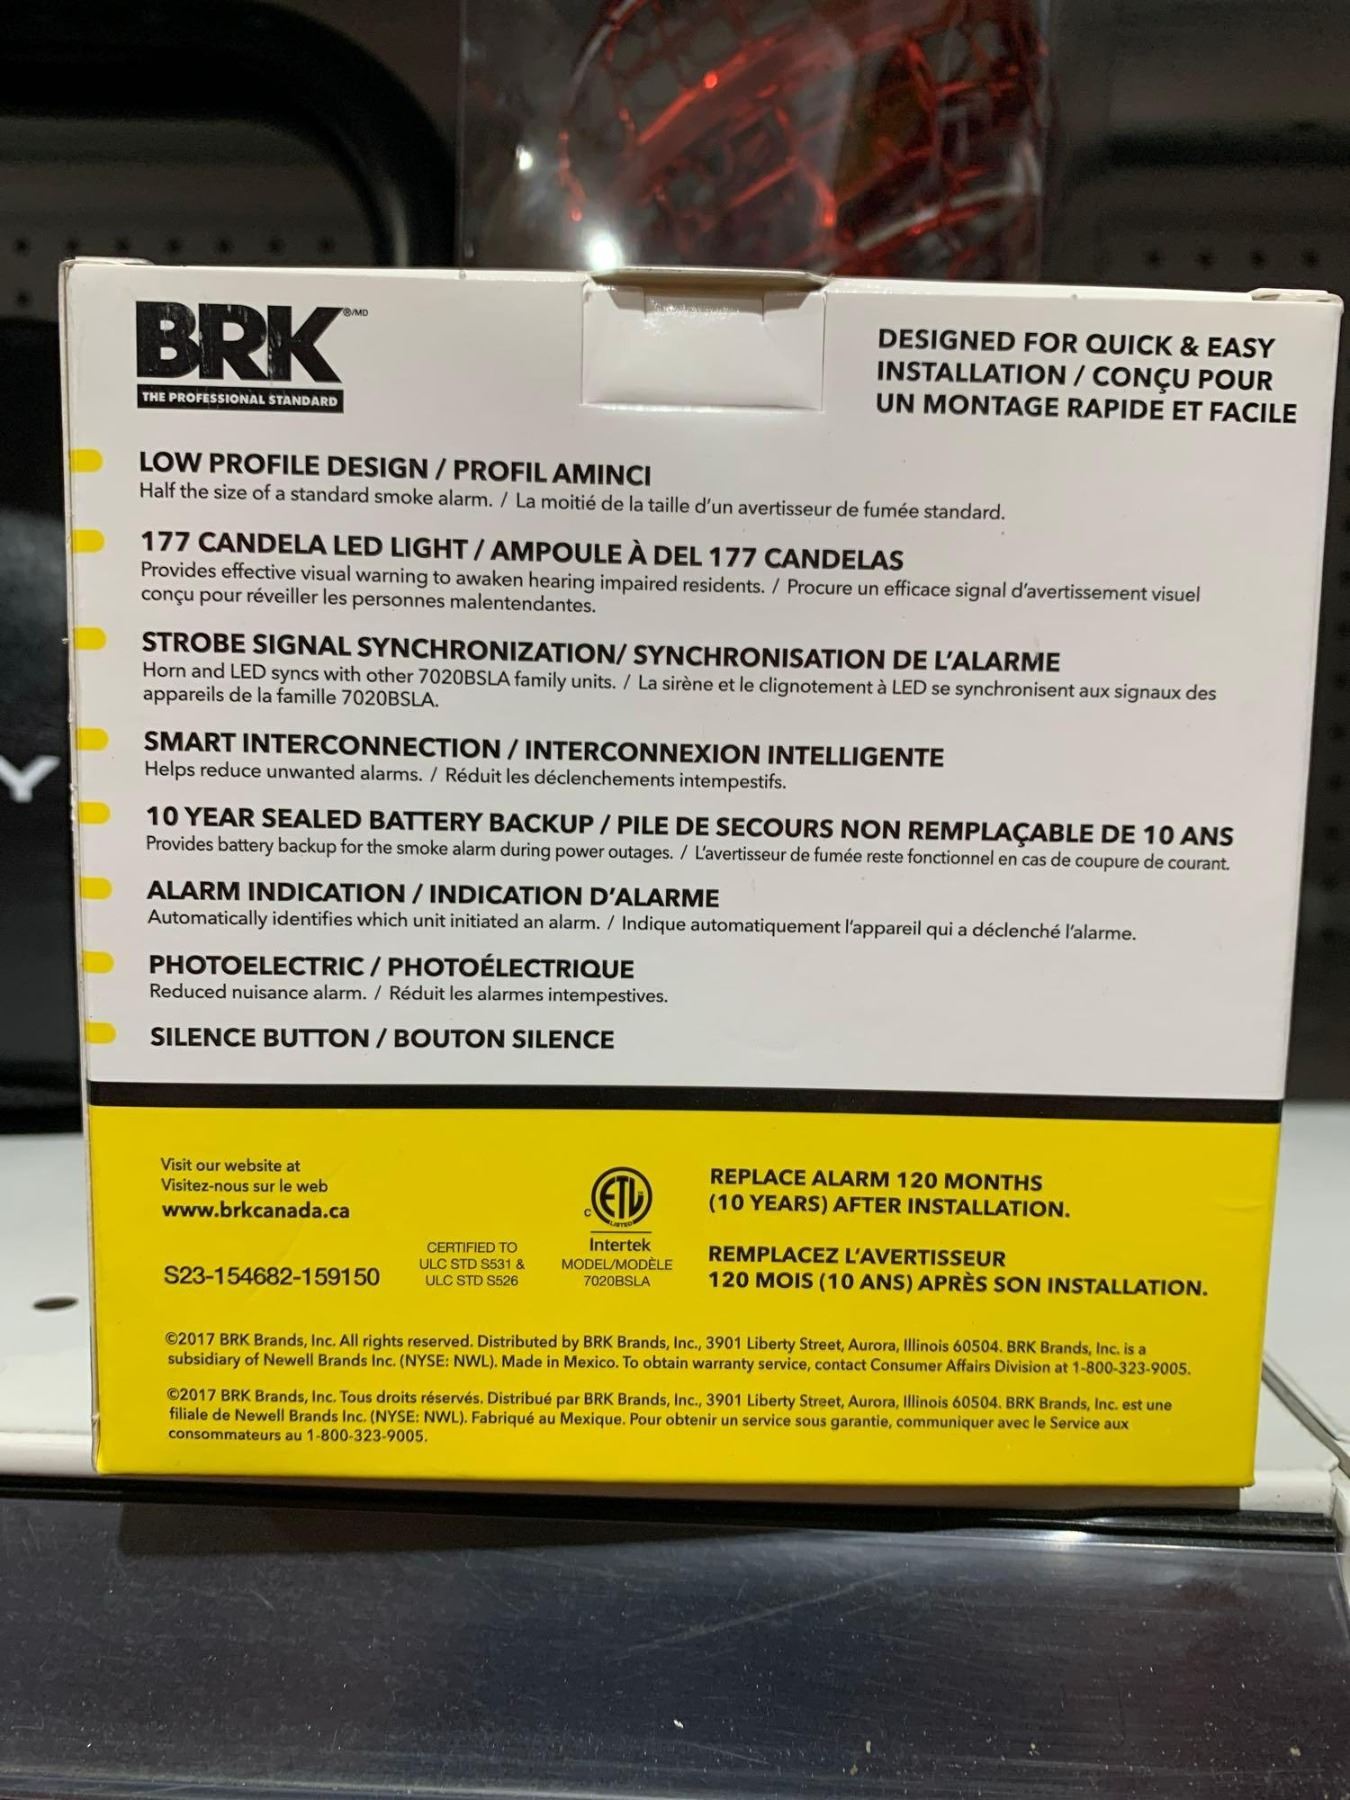 BRK ®/MD
THE PROFESSIONAL STANDARD
DESIGNED FOR QUICK & EASY
INSTALLATION / CONÇU POUR
UN MONTAGE RAPIDE ET FACILE
LOW PROFILE DESIGN / PROFIL AMINCI
Half the size of a standard smoke alarm. / La moitié de la taille d'un avertisseur de fumée standard.
177 CANDELA LED LIGHT / AMPOULE À DEL 177 CANDELAS
Provides effective visual warning to awaken hearing impaired residents. / Procure un efficace signal d'avertissement visuel
conçu pour réveiller les personnes malentendantes.
STROBE SIGNAL SYNCHRONIZATION/ SYNCHRONISATION DE L'ALARME
Horn and LED syncs with other 7020BSLA family units. / La sirène et le clignotement à LED se synchronisent aux signaux des
appareils de la famille 7020BSLA.
SMART INTERCONNECTION / INTERCONNEXION INTELLIGENTE
Helps reduce unwanted alarms. / Réduit les déclenchements intempestifs.
10 YEAR SEALED BATTERY BACKUP / PILE DE SECOURS NON REMPLAÇABLE DE 10 ANS
Provides battery backup for the smoke alarm during power outages. / L'avertisseur de fumée reste fonctionnel en cas de coupure de courant.
ALARM INDICATION / INDICATION D'ALARME
Automatically identifies which unit initiated an alarm. / Indique automatiquement l'appareil qui a déclenché l'alarme.
PHOTOELECTRIC / PHOTOÉLECTRIQUE
Reduced nuisance alarm. / Réduit les alarmes intempestives.
SILENCE BUTTON / BOUTON SILENCE
Y
Visit our website at
Visitez-nous sur le web
www.brkcanada.ca
S23-154682-159150
CERTIFIED TO
ULC STD S531 &
ULC STD S526
C ETL
LISTED
Intertek
MODEL/MODÈLE
7020BSLA
REPLACE ALARM 120 MONTHS
(10 YEARS) AFTER INSTALLATION.
REMPLACEZ L'AVERTISSEUR
120 MOIS (10 ANS) APRÈS SON INSTALLATION.
©2017 BRK Brands, Inc. All rights reserved. Distributed by BRK Brands, Inc., 3901 Liberty Street, Aurora, Illinois 60504. BRK Brands, Inc. is a
subsidiary of Newell Brands Inc. (NYSE: NWL). Made in Mexico. To obtain warranty service, contact Consumer Affairs Division at 1-800-323-9005.
©2017 BRK Brands, Inc. Tous droits réservés. Distribué par BRK Brands, Inc., 3901 Liberty Street, Aurora, Illinois 60504. BRK Brands, Inc. est une
filiale de Newell Brands Inc. (NYSE: NWL). Fabriqué au Mexique. Pour obtenir un service sous garantie, communiquer avec le Service aux
consommateurs au 1-800-323-9005.